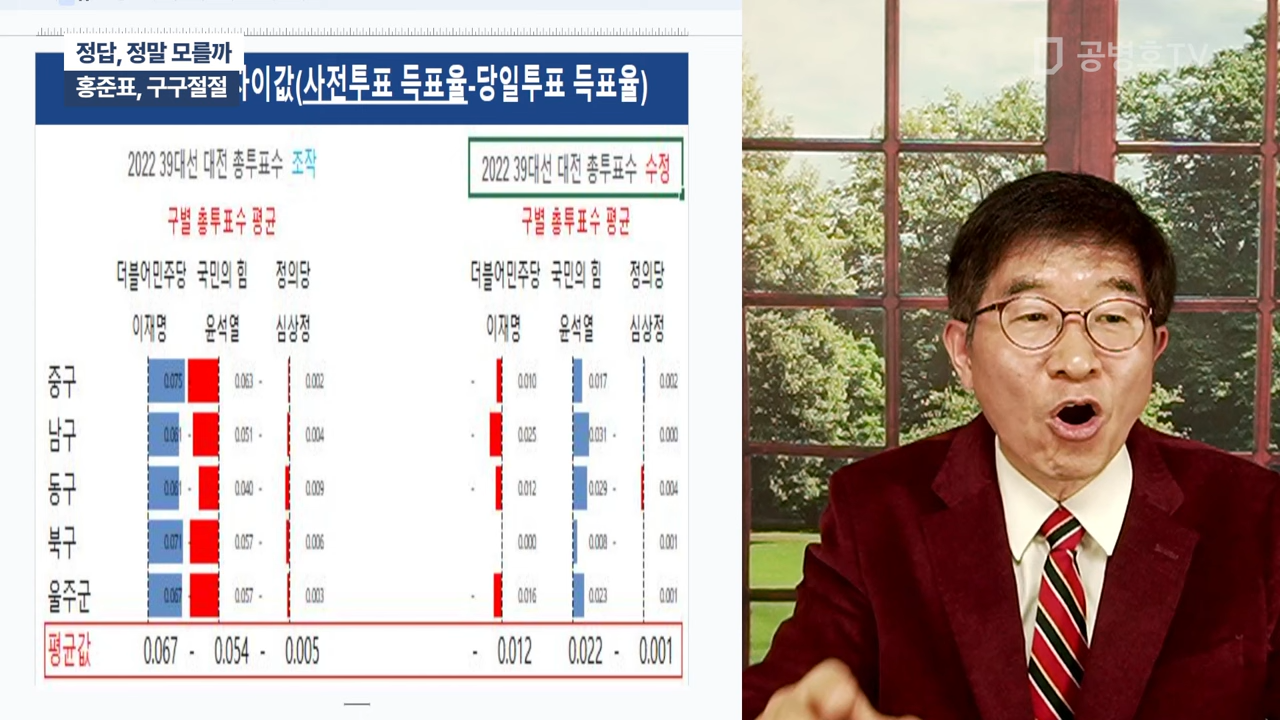 정답, 정말 모를까
홍준표, 구구절절
차이값(사전투표 득표율-당일투표 득표율)
공병호TV
2022 39대선 대전 총투표수 조작
2022 39대선 대전 총투표수 수정
구별 총투표수 평균
구별 총투표수 평균
더불어민주당 국민의 힘 정의당
더불어민주당 국민의 힘 정의당
이재명 윤석열 심상정
이재명 윤석열 심상정
중구 0.075 - 0.063 - 0.002 - 0.010 0.017 0.002
남구 0.061 - 0.051 - 0.004 - 0.025 0.031 - 0.000
동구 0.061 - 0.040 - 0.009 - 0.012 0.029 - 0.004
북구 0.071 - 0.057 - 0.006 0.000 0.008 - 0.001
울주군 0.067 - 0.057 - 0.003 - 0.016 0.023 0.001
평균값 0.067 - 0.054 - 0.005 - 0.012 0.022 - 0.001